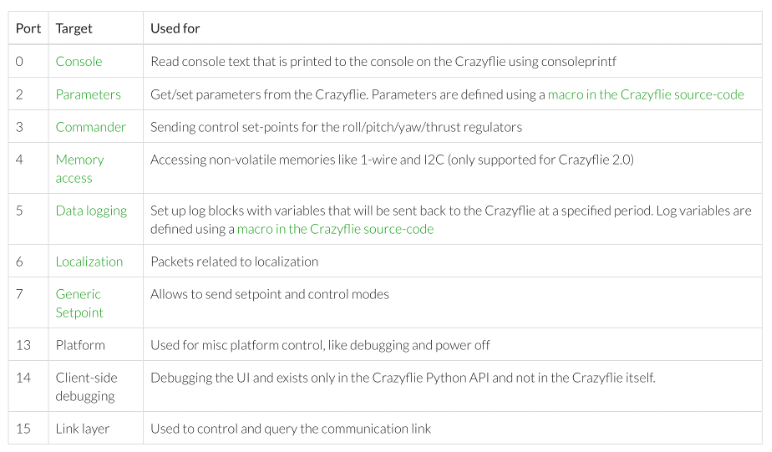 Port Target Used for
0 Console Read console text that is printed to the console on the Crazyflie using consoleprintf
2 Parameters Get/set parameters from the Crazyflie. Parameters are defined using a macro in the Crazyflie source-code
3 Commander Sending control set-points for the roll/pitch/yaw/thrust regulators
4 Memory access Accessing non-volatile memories like 1-wire and I2C (only supported for Crazyflie 2.0)
5 Data logging Set up log blocks with variables that will be sent back to the Crazyflie at a specified period. Log variables are
defined using a macro in the Crazyflie source-code
6 Localization Packets related to localization
7 Generic Setpoint Allows to send setpoint and control modes
13 Platform Used for misc platform control, like debugging and power off
14 Client-side debugging Debugging the UI and exists only in the Crazyflie Python API and not in the Crazyflie itself.
15 Link layer Used to control and query the communication link